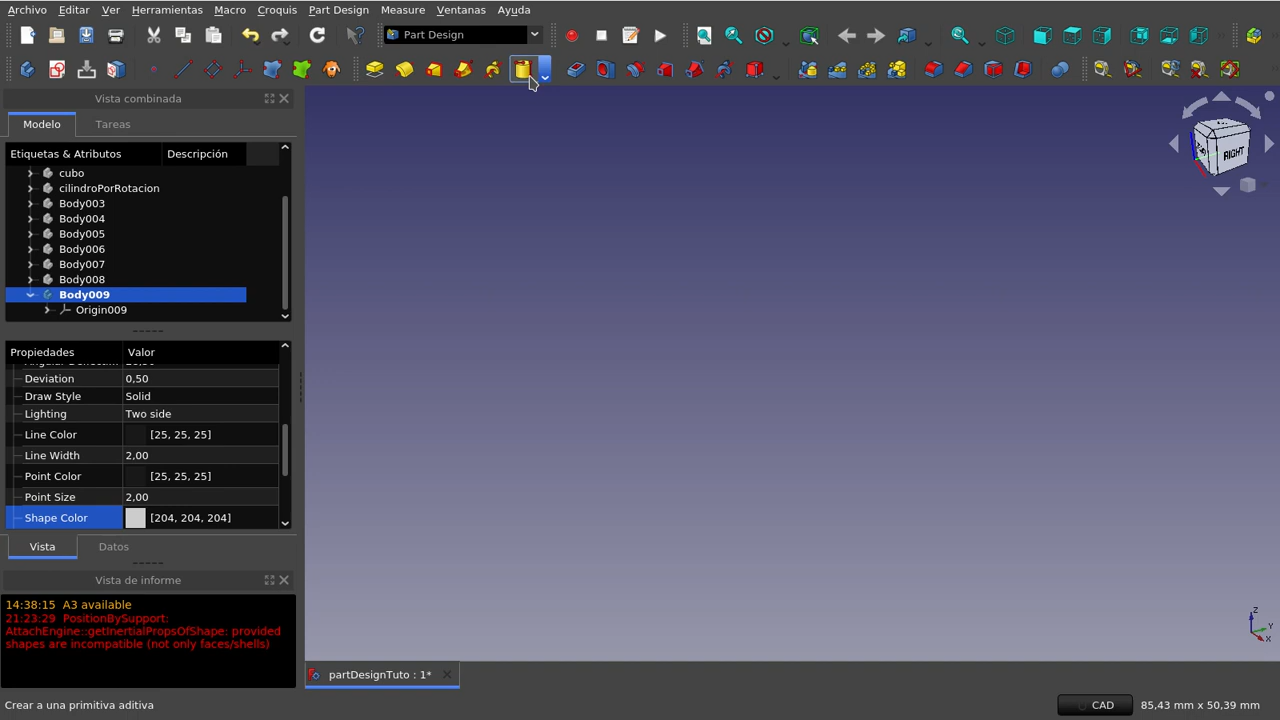 Archivo Editar Ver Herramientas Macro Croquis Part Design Measure Ventanas Ayuda
Part Design
Vista combinada
Modelo Tareas
Etiquetas & Atributos Descripción
cubo
cilindroPorRotacion
Body003
Body004
Body005
Body006
Body007
Body008
Body009
Origin009
Propiedades Valor
Deviation 0,50
Draw Style Solid
Lighting Two side
Line Color [25, 25, 25]
Line Width 2,00
Point Color [25, 25, 25]
Point Size 2,00
Shape Color [204, 204, 204]
Vista Datos
Vista de informe
14:38:15 A3 available
21:23:29 PositionBySupport:
AttachEngine::getInertialPropsOfShape: provided
shapes are incompatible (not only faces/shells)
RIGHT
Z
Y
X
partDesignTuto : 1*
Crear a una primitiva aditiva
CAD 85,43 mm x 50,39 mm